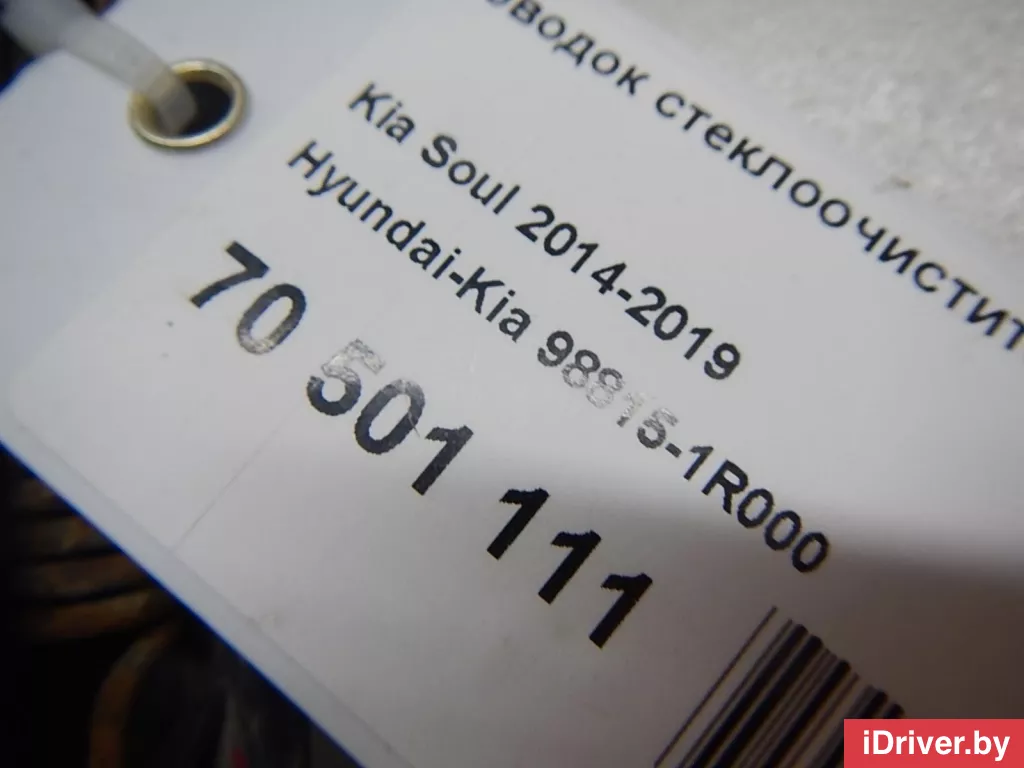 оводок стеклоочистит
Kia Soul 2014-2019
Hyundai-Kia 98815-1R000
70 501 111
iDriver.by